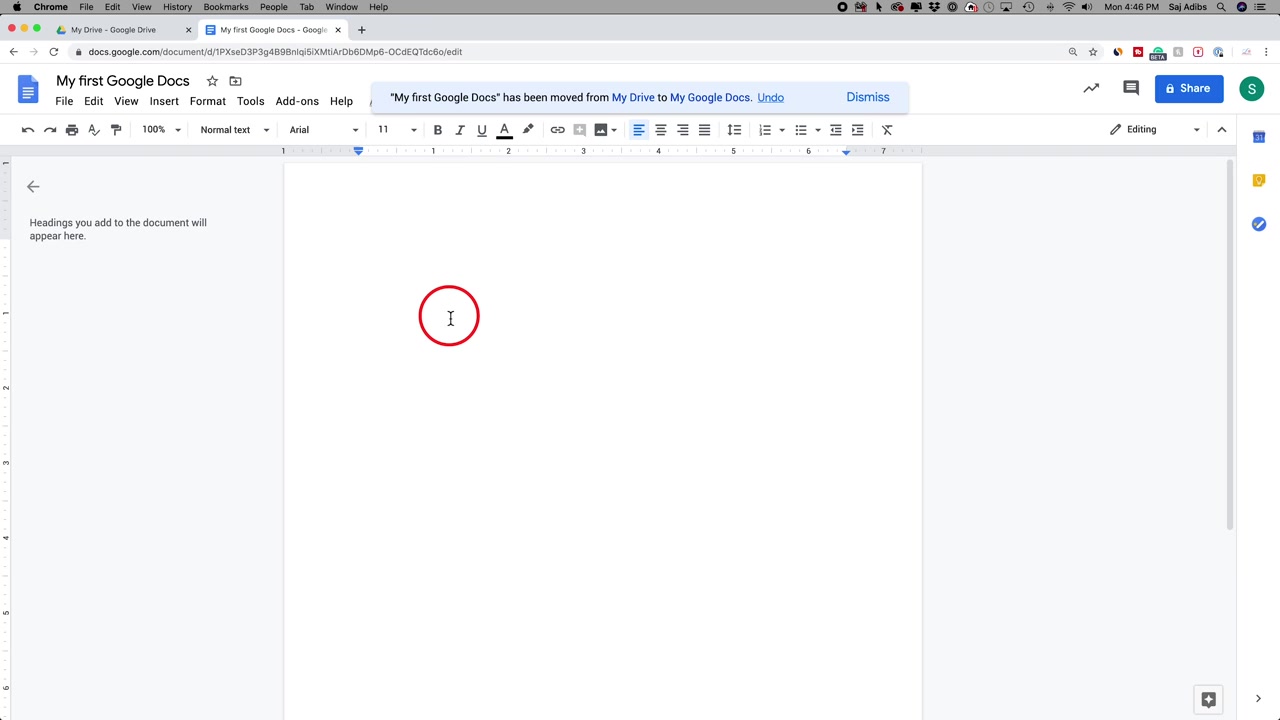 Chrome File Edit View History Bookmarks People Tab Window Help Mon 4:46 PM Saj Adibs
My Drive - Google Drive My first Google Docs - Google
docs.google.com/document/d/1PXseD3P3g4B9BnIqi5iXMtiArDb6DMp6-OCdEQTdc6o/edit
BETA
My first Google Docs
File Edit View Insert Format Tools Add-ons Help
"My first Google Docs" has been moved from My Drive to My Google Docs. Undo Dismiss
Share S
100% Normal text Arial 11 B I U A Editing
1 1 2 3 4 5 6 7
31
Headings you add to the document will
appear here.
1
1
2
3
4
5
6